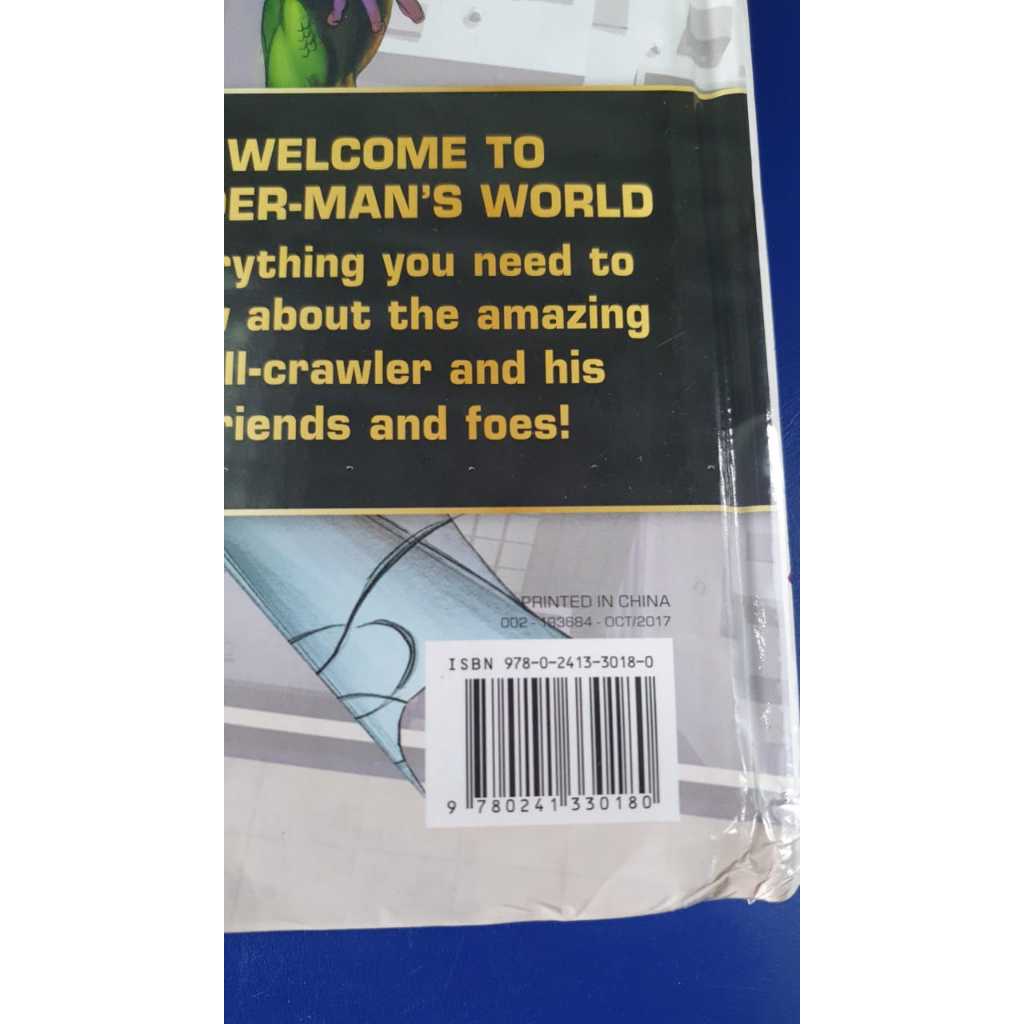 WELCOME TO
DER-MAN'S WORLD
rything you need to
about the amazing
ll-crawler and his
riends and foes!
PRINTED IN CHINA
002 - 193684 - OCT/2017
ISBN 978-0-2413-3018-0
9 780241 330180